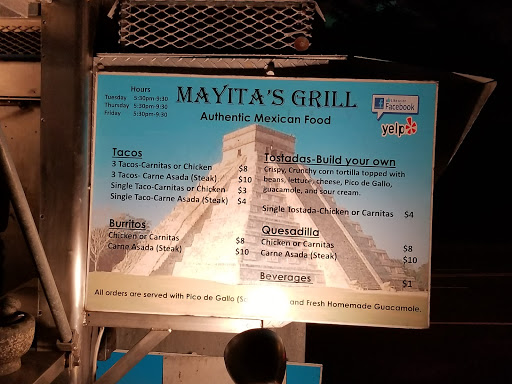 Hours
Tuesday 5:30pm-9:30
Thursday 5:30pm-9:30
Friday 5:30pm-9:30
MAYITA'S GRILL
Authentic Mexican Food
Facebook
yelp
Tacos
3 Tacos-Carnitas or Chicken $8
3 Tacos- Carne Asada (Steak) $10
Single Taco-Carnitas or Chicken $3
Single Taco-Carne Asada (Steak) $4
Burritos
Chicken or Carnitas $8
Carne Asada (Steak) $10
Tostadas-Build your own
Crispy, Crunchy corn tortilla topped with
beans, lettuce, cheese, Pico de Gallo,
guacamole, and sour cream.
Single Tostada-Chicken or Carnitas $4
Quesadilla
Chicken or Carnitas $8
Carne Asada (Steak) $10
Beverages $1
All orders are served with Pico de Gallo and Fresh Homemade Guacamole.